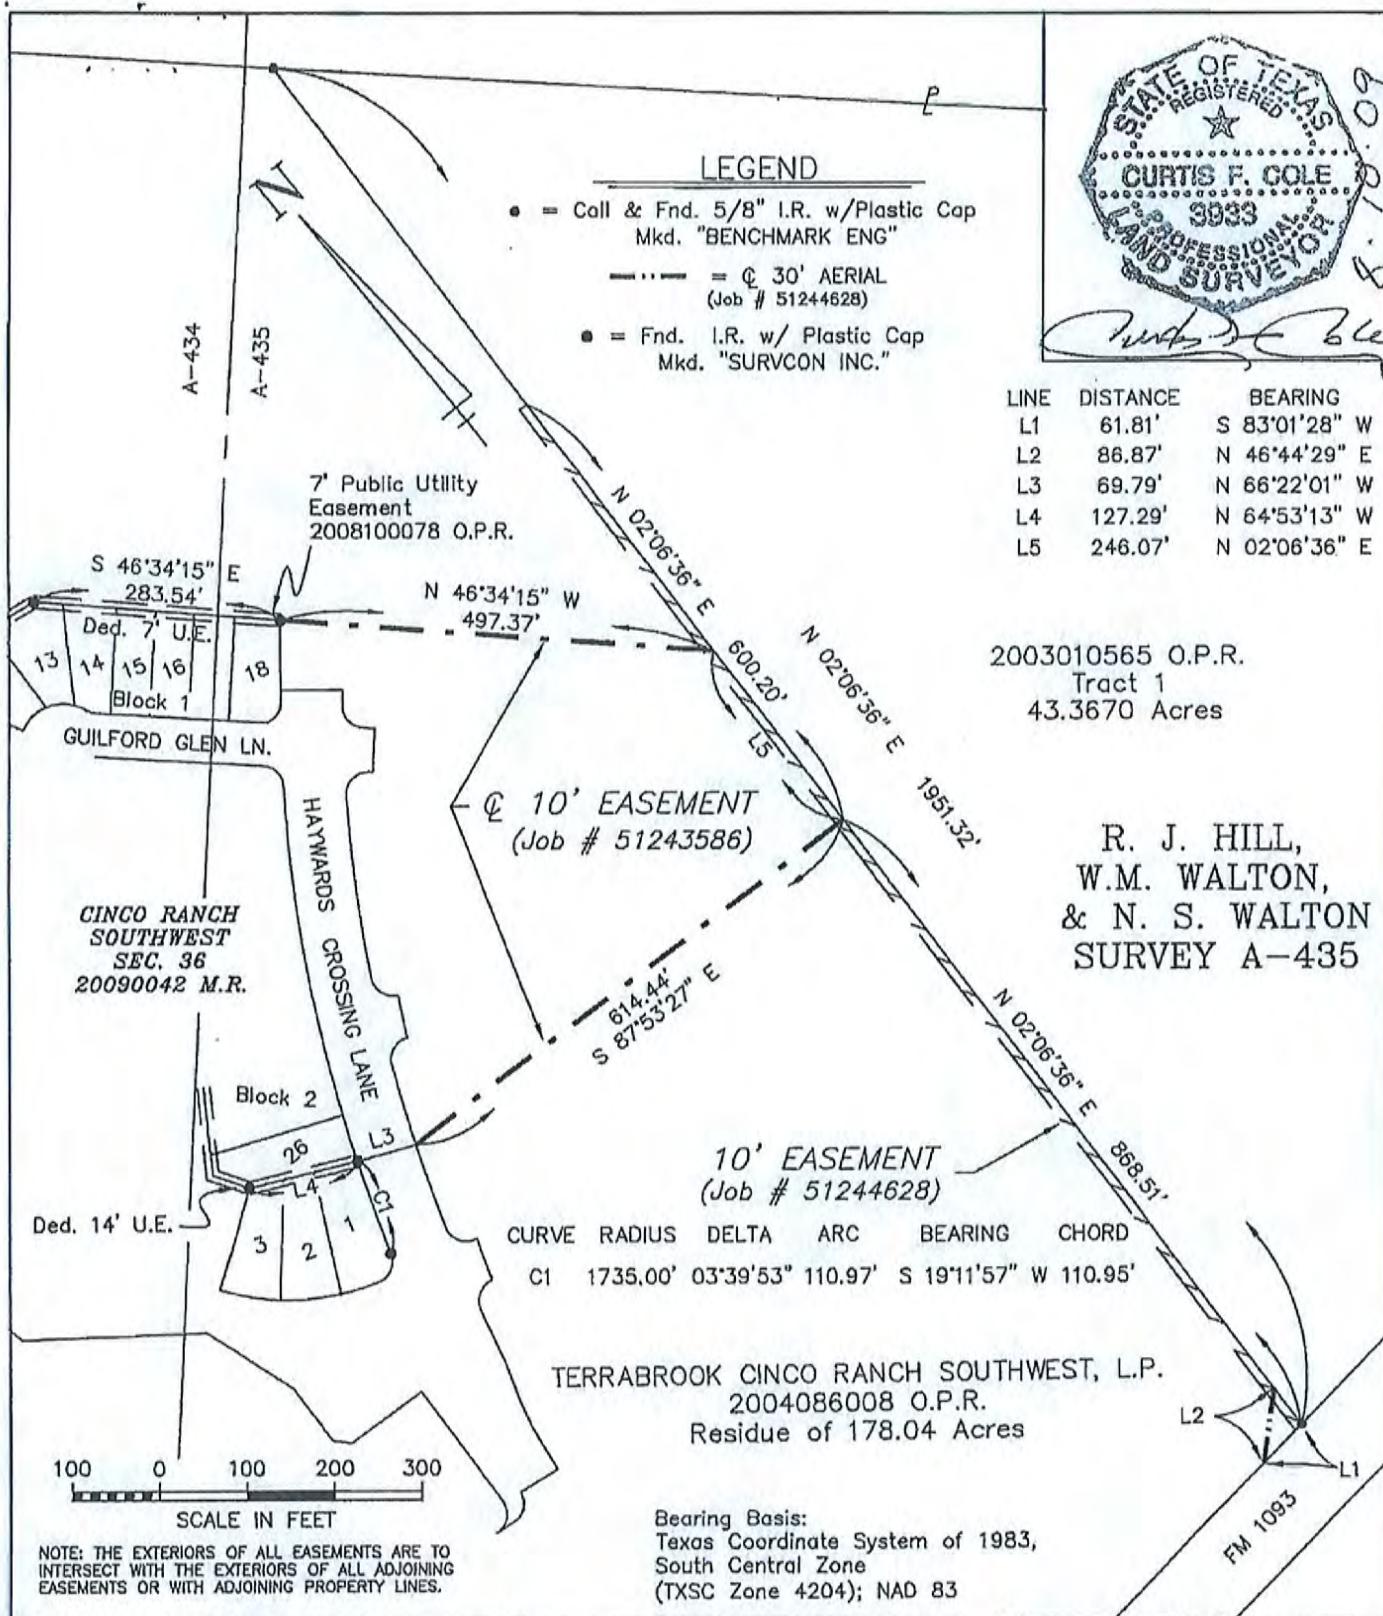 P
STATE OF TEXAS
REGISTERED
CURTIS F. COLE
3933
PROFESSIONAL
LAND SURVEYOR
LEGEND
• = Call & Fnd. 5/8" I.R. w/Plastic Cap
Mkd. "BENCHMARK ENG"
= ℄ 30' AERIAL
(Job # 51244628)
• = Fnd. I.R. w/ Plastic Cap
Mkd. "SURVCON INC."
N
A-434
A-435
LINE DISTANCE BEARING
L1 61.81' S 83°01'28" W
L2 86.87' N 46°44'29" E
L3 69.79' N 66°22'01" W
L4 127.29' N 64°53'13" W
L5 246.07' N 02°06'36" E
7' Public Utility
Easement
2008100078 O.P.R.
S 46°34'15" E
283.54'
Ded. 7' U.E.
13
14
15
16
18
Block 1
GUILFORD GLEN LN.
N 46°34'15" W
497.37'
N 02°06'36" E
600.20'
L5
N 02°06'36" E 1951.32'
2003010565 O.P.R.
Tract 1
43.3670 Acres
℄ 10' EASEMENT
(Job # 51243586)
R. J. HILL,
W.M. WALTON,
& N. S. WALTON
SURVEY A-435
HAYWARDS CROSSING LANE
CINCO RANCH
SOUTHWEST
SEC. 36
20090042 M.R.
614.44'
S 87°53'27" E
N 02°06'36" E
868.51'
Block 2
26
L3
L4
C1
Ded. 14' U.E.
3
2
1
10' EASEMENT
(Job # 51244628)
CURVE RADIUS DELTA ARC BEARING CHORD
C1 1735.00' 03°39'53" 110.97' S 19°11'57" W 110.95'
TERRABROOK CINCO RANCH SOUTHWEST, L.P.
2004086008 O.P.R.
Residue of 178.04 Acres
L2
L1
FM 1093
100 0 100 200 300
SCALE IN FEET
NOTE: THE EXTERIORS OF ALL EASEMENTS ARE TO
INTERSECT WITH THE EXTERIORS OF ALL ADJOINING
EASEMENTS OR WITH ADJOINING PROPERTY LINES.
Bearing Basis:
Texas Coordinate System of 1983,
South Central Zone
(TXSC Zone 4204); NAD 83